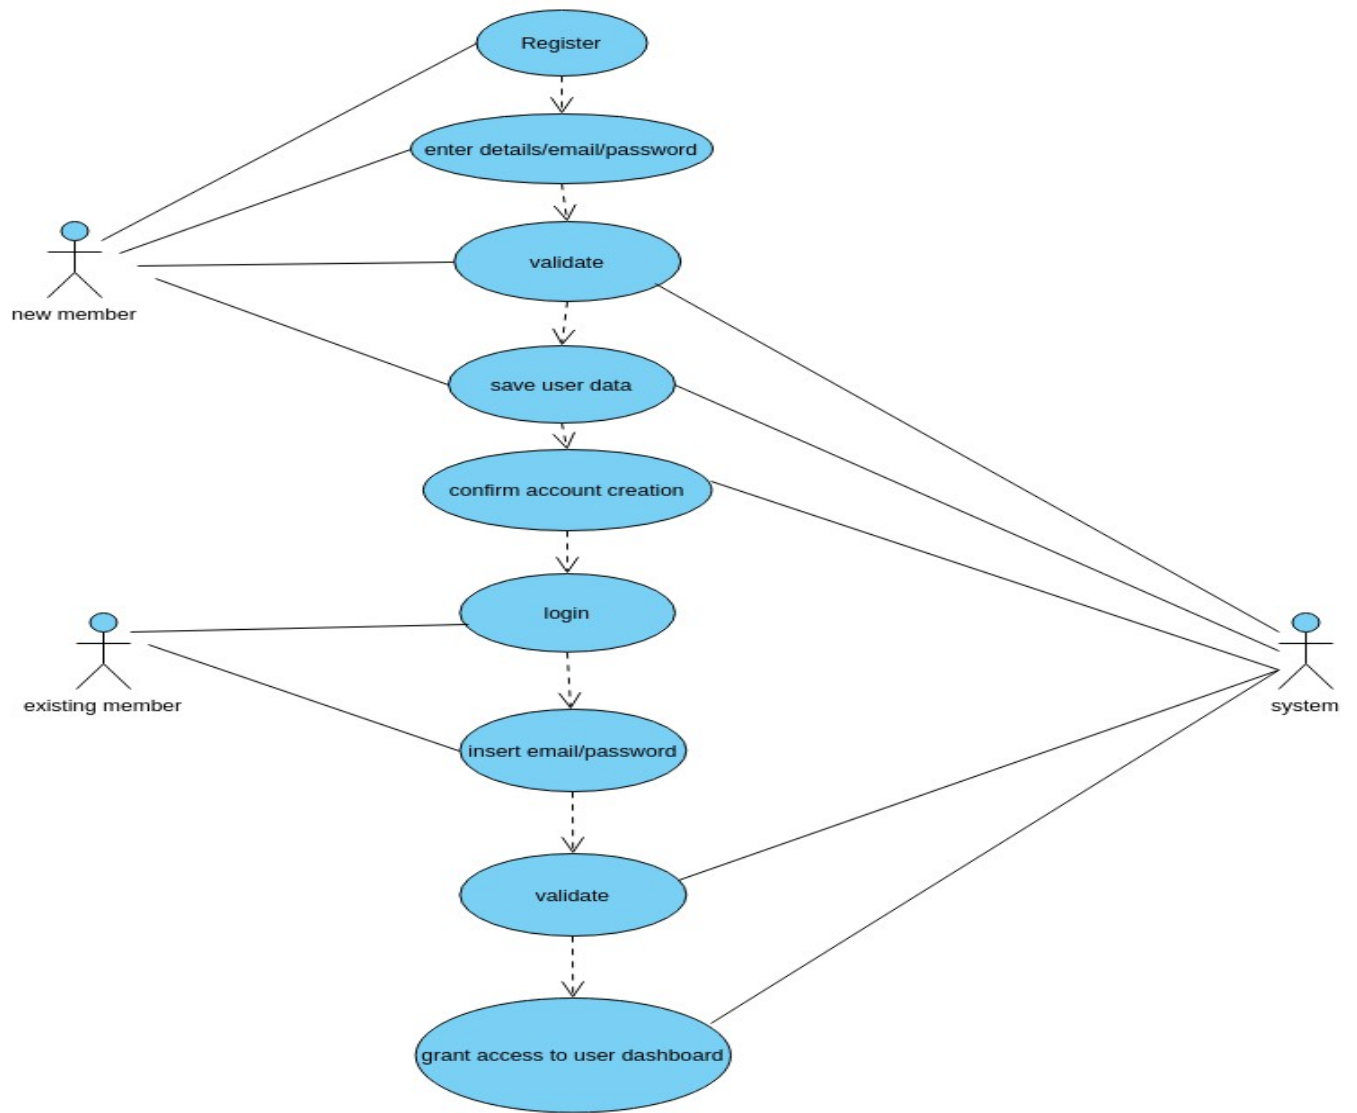 Register
enter details/email/password
validate
new member
save user data
confirm account creation
login
existing member
system
insert email/password
validate
grant access to user dashboard